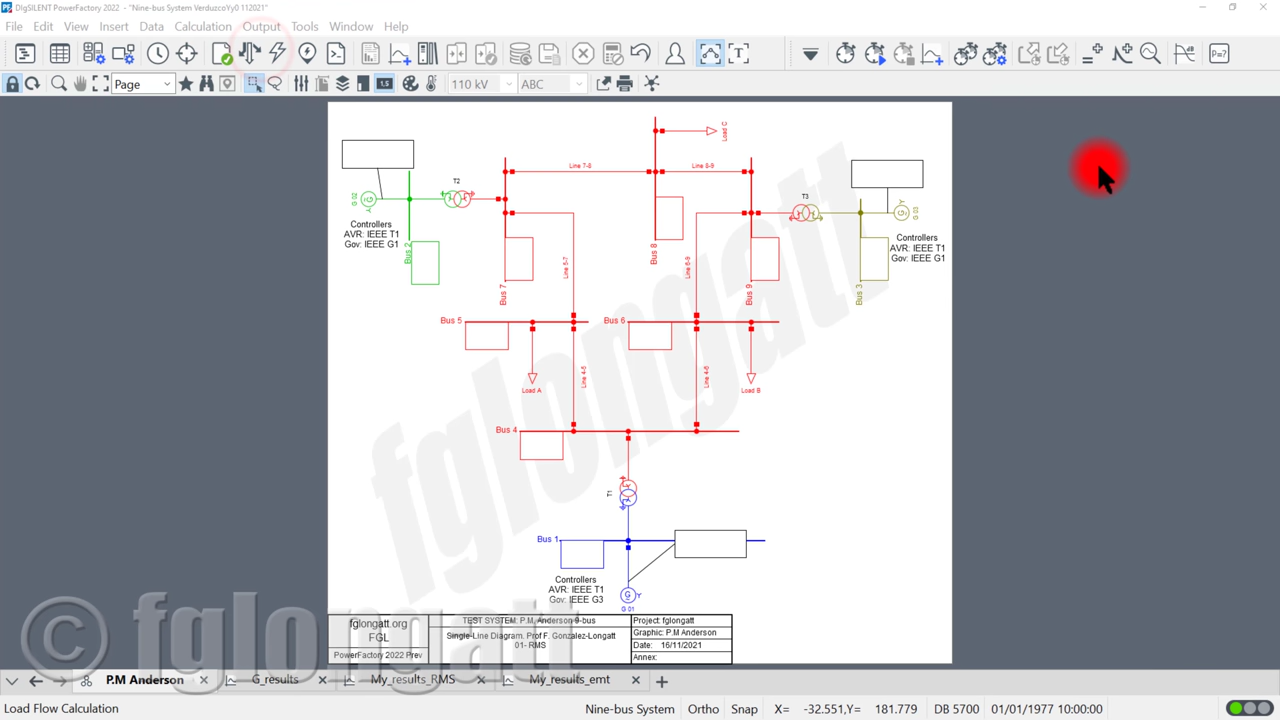 DIgSILENT PowerFactory 2022 - "Nine-bus System VerduzcoYy0 112021"
File Edit View Insert Data Calculation Output Tools Window Help
T
P=?
Page
1.5
110 kV
ABC
Load C
Line 7-8
Line 8-9
T2
T3
G 02
G
G
G 03
Y
Controllers
AVR: IEEE T1
Gov: IEEE G1
Controllers
AVR: IEEE T1
Gov: IEEE G1
Bus 2
Bus 7
Line 5-7
Bus 8
Line 6-9
Bus 9
Bus 3
Bus 5
Bus 6
Load A
Line 4-5
Line 4-6
Load B
Bus 4
T1
Bus 1
Controllers
AVR: IEEE T1
Gov: IEEE G3
G
Y
G 01
fglongatt
© fglongatt
fglongatt.org
FGL
PowerFactory 2022 Prev
TEST SYSTEM: P.M. Anderson 9-bus
Single-Line Diagram. Prof F. Gonzalez-Longatt
01- RMS
Project: fglongatt
Graphic: P.M Anderson
Date: 16/11/2021
Annex:
P.M Anderson
G_results
My_results_RMS
My_results_emt
Load Flow Calculation
Nine-bus System
Ortho
Snap
X= -32.551,Y= 181.779
DB 5700
01/01/1977 10:00:00